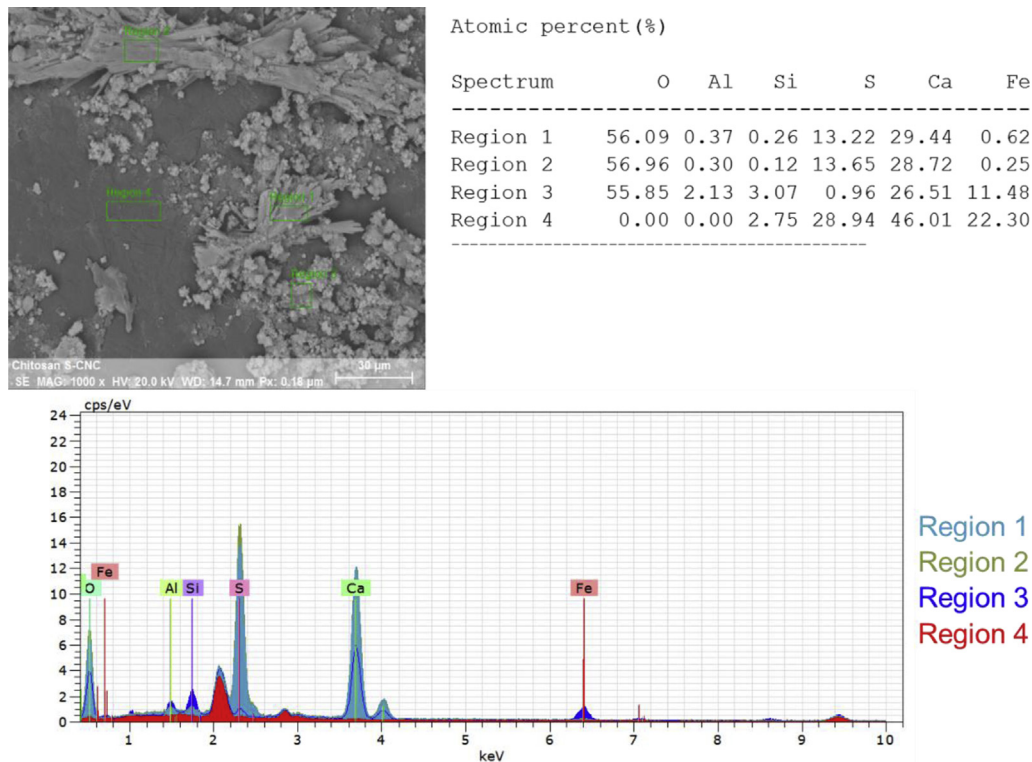 Region 2
Region 4
Region 1
Region 3
Chitosan S-CNC
30 µm
SE MAG: 1000 x HV: 20.0 kV WD: 14.7 mm Px: 0.18 µm
Atomic percent(%)
Spectrum O Al Si S Ca Fe
Region 1 56.09 0.37 0.26 13.22 29.44 0.62
Region 2 56.96 0.30 0.12 13.65 28.72 0.25
Region 3 55.85 2.13 3.07 0.96 26.51 11.48
Region 4 0.00 0.00 2.75 28.94 46.01 22.30
cps/eV
24
22
20
18
16
14
12
10
8
6
4
2
0
O Fe Al Si S Ca Fe
1 2 3 4 5 6 7 8 9 10
keV
Region 1
Region 2
Region 3
Region 4